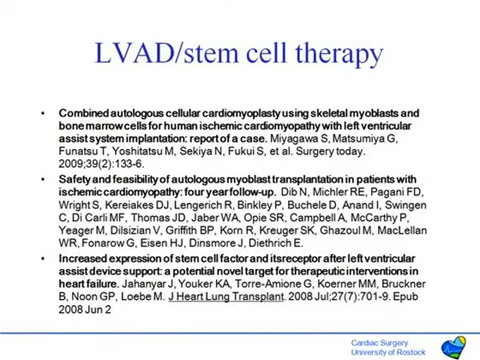 LVAD/stem cell therapy
• Combined autologous cellular cardiomyoplasty using skeletal myoblasts and
bone marrow cells for human ischemic cardiomyopathy with left ventricular
assist system implantation: report of a case. Miyagawa S, Matsumiya G,
Funatsu T, Yoshitatsu M, Sekiya N, Fukui S, et al. Surgery today.
2009;39(2):133-6.
• Safety and feasibility of autologous myoblast transplantation in patients with
ischemic cardiomyopathy: four year follow-up. Dib N, Michler RE, Pagani FD,
Wright S, Kereiakes DJ, Lengerich R, Binkley P, Buchele D, Anand I, Swingen
C, Di Carli MF, Thomas JD, Jaber WA, Opie SR, Campbell A, McCarthy P,
Yeager M, Dilsizian V, Griffith BP, Korn R, Kreuger SK, Ghazoul M, MacLellan
WR, Fonarow G, Eisen HJ, Dinsmore J, Diethrich E.
• Increased expression of stem cell factor and itsreceptor after left ventricular
assist device support: a potential novel target for therapeutic interventions in
heart failure. Jahanyar J, Youker KA, Torre-Amione G, Koerner MM, Bruckner
B, Noon GP, Loebe M. J Heart Lung Transplant. 2008 Jul;27(7):701-9. Epub
2008 Jun 2
Cardiac Surgery
University of Rostock